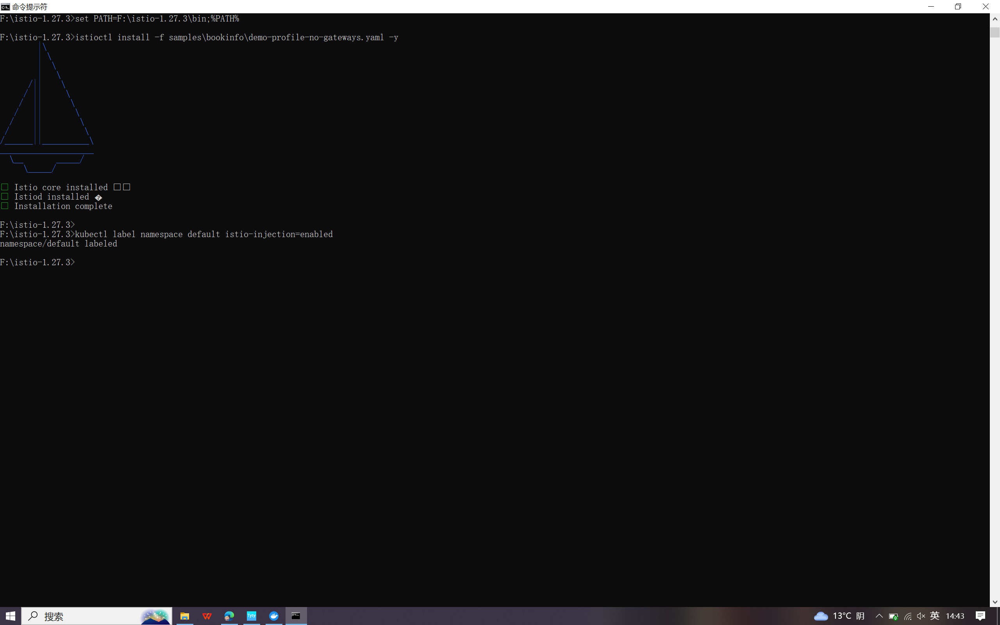 命令提示符
F:\istio-1.27.3>set PATH=F:\istio-1.27.3\bin;%PATH%
F:\istio-1.27.3>istioctl install -f samples\bookinfo\demo-profile-no-gateways.yaml -y
□ Istio core installed □□
□ Istiod installed �
□ Installation complete
F:\istio-1.27.3>
F:\istio-1.27.3>kubectl label namespace default istio-injection=enabled
namespace/default labeled
F:\istio-1.27.3>
搜索
Tyty
13°C 阴
英
14:43